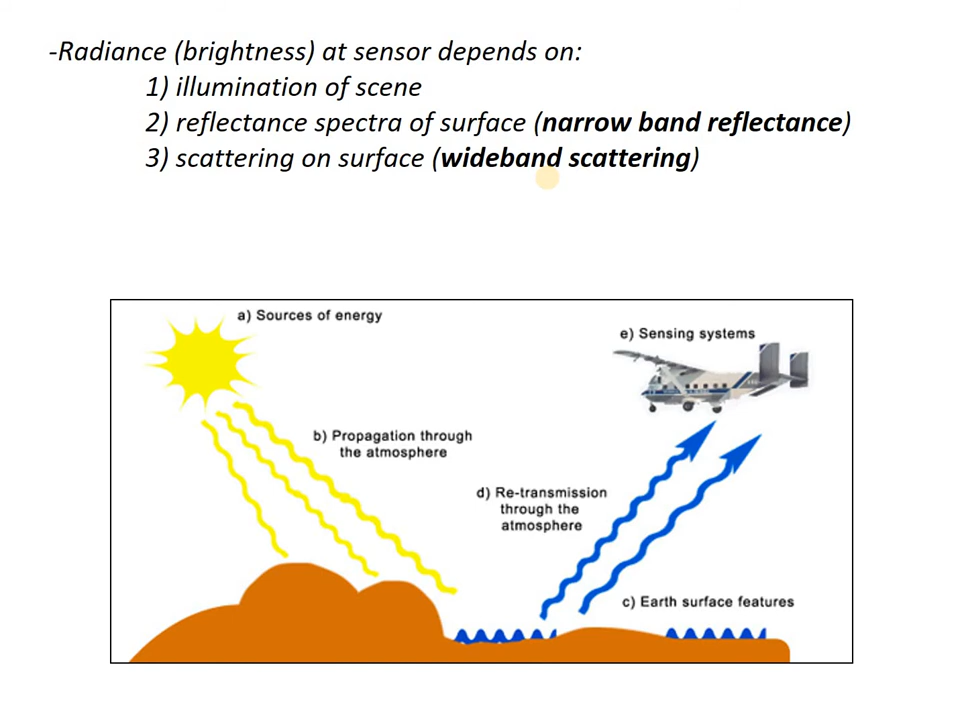 -Radiance (brightness) at sensor depends on:
1) illumination of scene
2) reflectance spectra of surface (narrow band reflectance)
3) scattering on surface (wideband scattering)
a) Sources of energy
e) Sensing systems
b) Propagation through
the atmosphere
d) Re-transmission
through the
atmosphere
c) Earth surface features